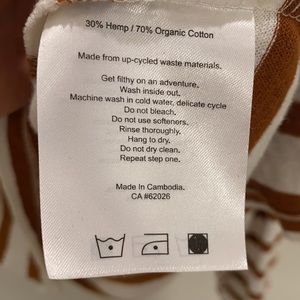 30% Hemp / 70% Organic Cotton
Made from up-cycled waste materials.
Get filthy on an adventure.
Wash inside out.
Machine wash in cold water, delicate cycle
Do not bleach.
Do not use softeners.
Rinse thoroughly.
Hang to dry.
Do not dry clean.
Repeat step one.
Made In Cambodia.
CA #62026